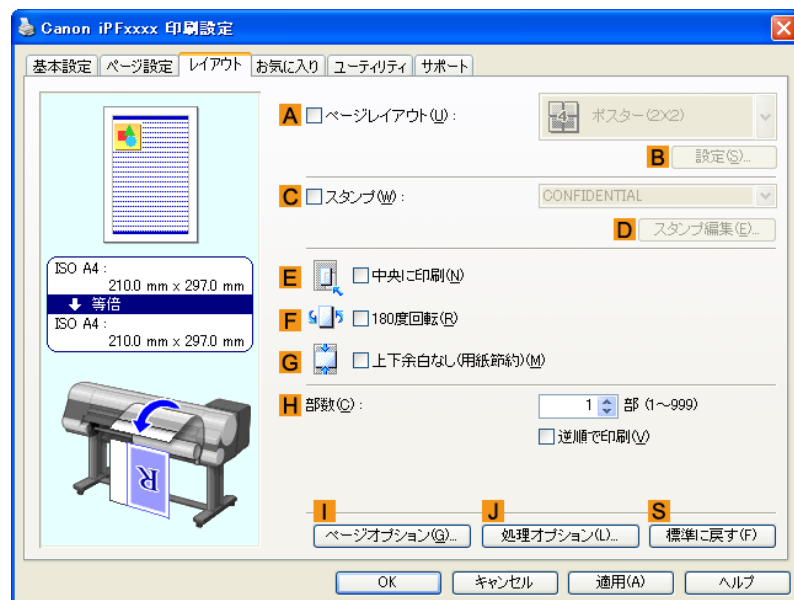 Canon iPFxxxx 印刷設定
基本設定 ページ設定 レイアウト お気に入り ユーティリティ サポート
A ページレイアウト(U) : 4 ポスター(2X2)
B 設定(S)...
C スタンプ(W) : CONFIDENTIAL
D スタンプ編集(E)...
ISO A4 :
210.0 mm x 297.0 mm
等倍
ISO A4 :
210.0 mm x 297.0 mm
E 中央に印刷(N)
F 180度回転(R)
G 上下余白なし(用紙節約)(M)
H 部数(C) : 1 部 (1～999)
逆順で印刷(V)
R
I J S
ページオプション(G)... 処理オプション(L)... 標準に戻す(F)
OK キャンセル 適用(A) ヘルプ